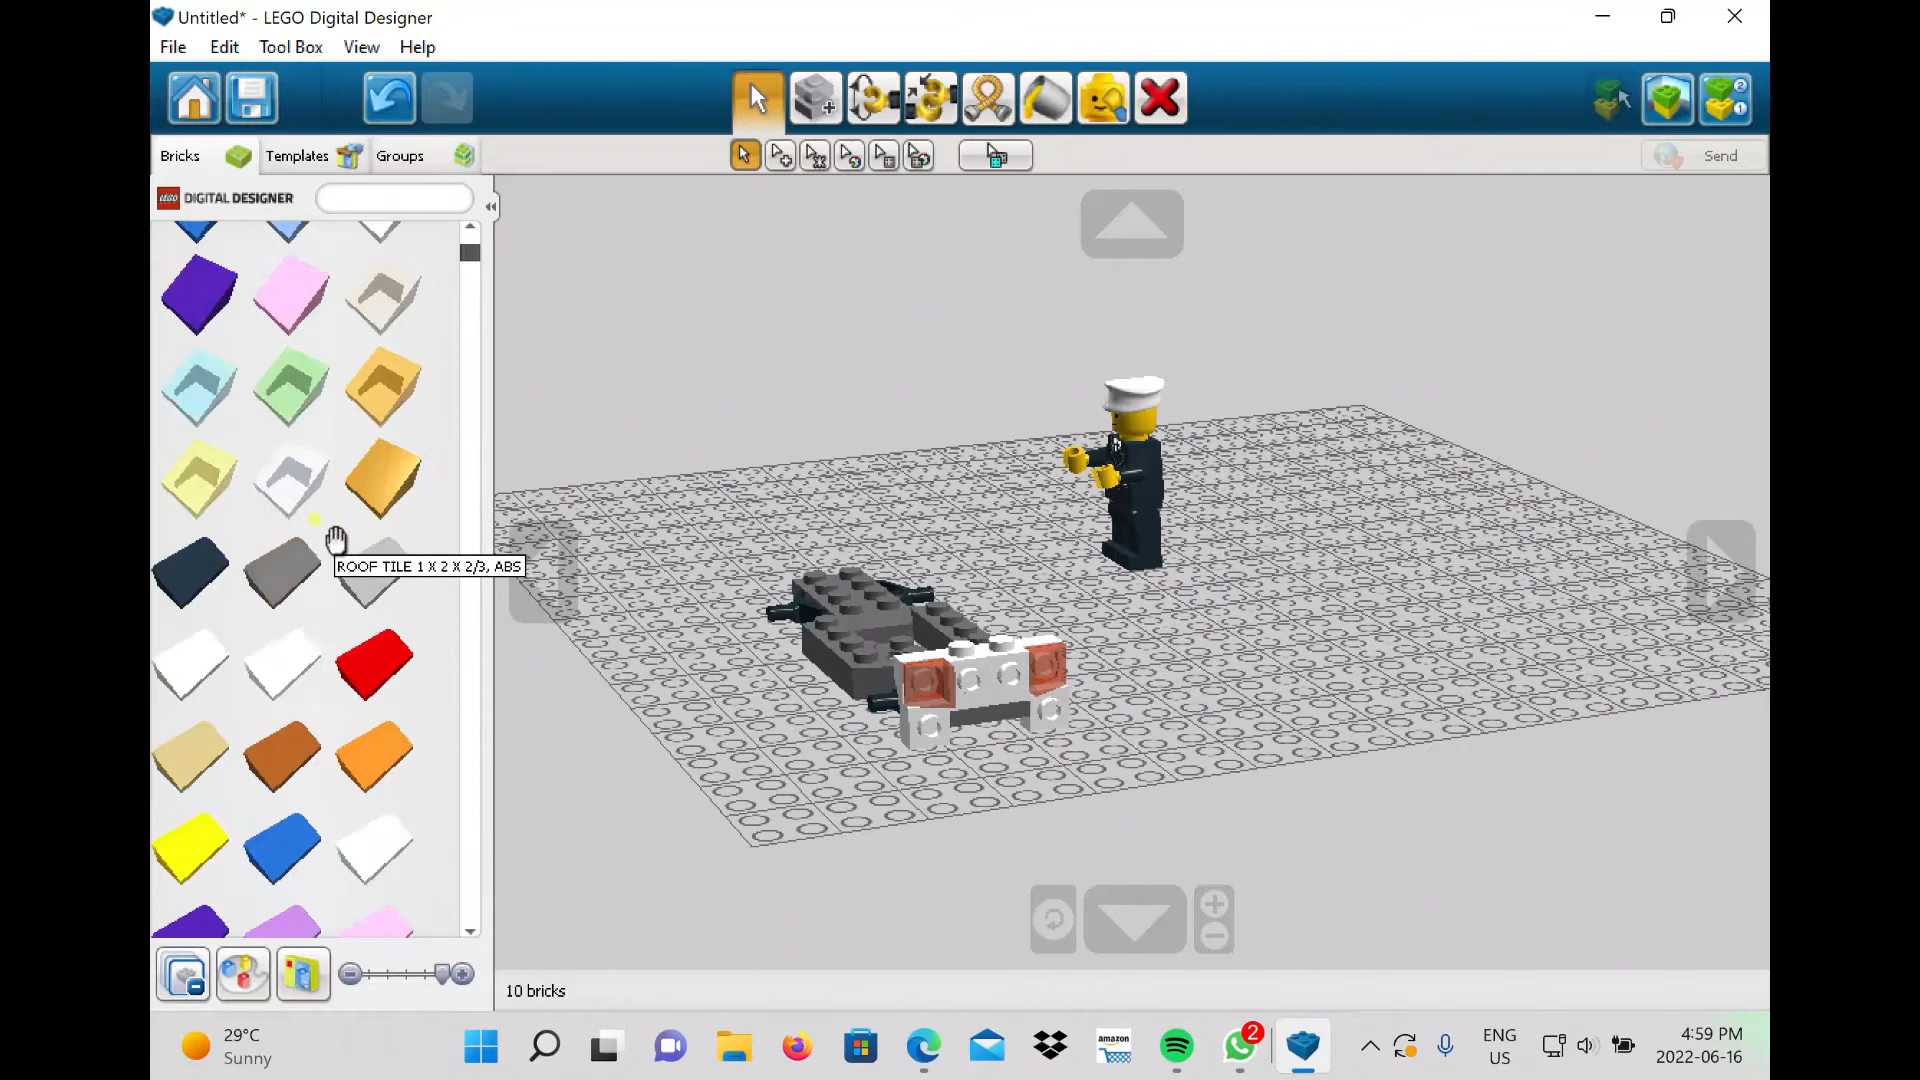 Untitled* - LEGO Digital Designer
File Edit Tool Box View Help
Bricks Templates Groups
Send
LEGO DIGITAL DESIGNER
ROOF TILE 1 X 2 X 2/3, ABS
10 bricks
29°C
Sunny
amazon
2
ENG
US
4:59 PM
2022-06-16